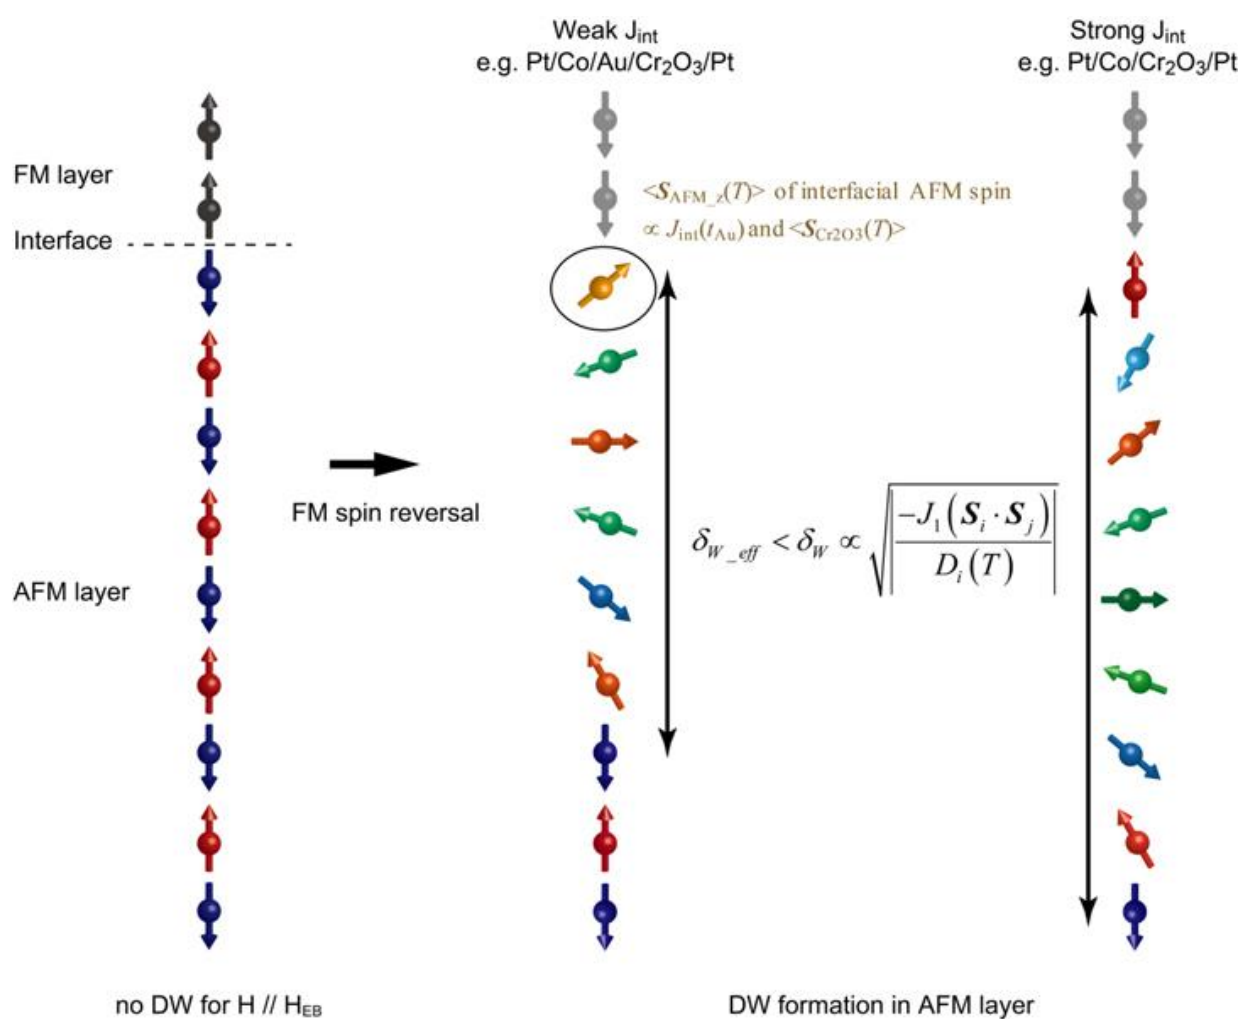 Weak J_int
e.g. Pt/Co/Au/Cr₂O₃/Pt
Strong J_int
e.g. Pt/Co/Cr₂O₃/Pt
FM layer
Interface
<S_AFM_z(T)> of interfacial AFM spin
∝ J_int(t_Au) and <S_Cr2O3(T)>
FM spin reversal
δ_W_eff < δ_W ∝ √|−J₁(S_i · S_j) / D_i(T)|
AFM layer
no DW for H // H_EB
DW formation in AFM layer